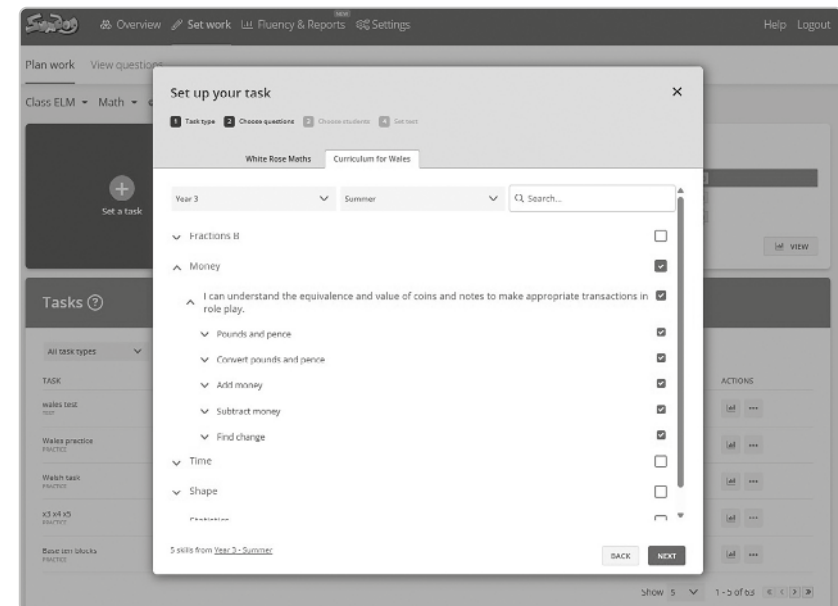 Sumdog
Overview
Set work
NEW
Fluency & Reports
Settings
Help
Logout
Plan work
View questions
Class ELM
Math
Set a task
VIEW
Tasks ?
All task types
TASK
ACTIONS
wales test
TEST
Wales practice
PRACTICE
Welsh task
PRACTICE
x3 x4 x5
PRACTICE
Base ten blocks
PRACTICE
Show 5
1 - 5 of 63
Set up your task
1 Task type
2 Choose questions
3 Choose students
4 Set test
White Rose Maths
Curriculum for Wales
Year 3
Summer
Search...
Fractions B
Money
I can understand the equivalence and value of coins and notes to make appropriate transactions in
role play.
Pounds and pence
Convert pounds and pence
Add money
Subtract money
Find change
Time
Shape
Statistics
5 skills from Year 3 - Summer
BACK
NEXT